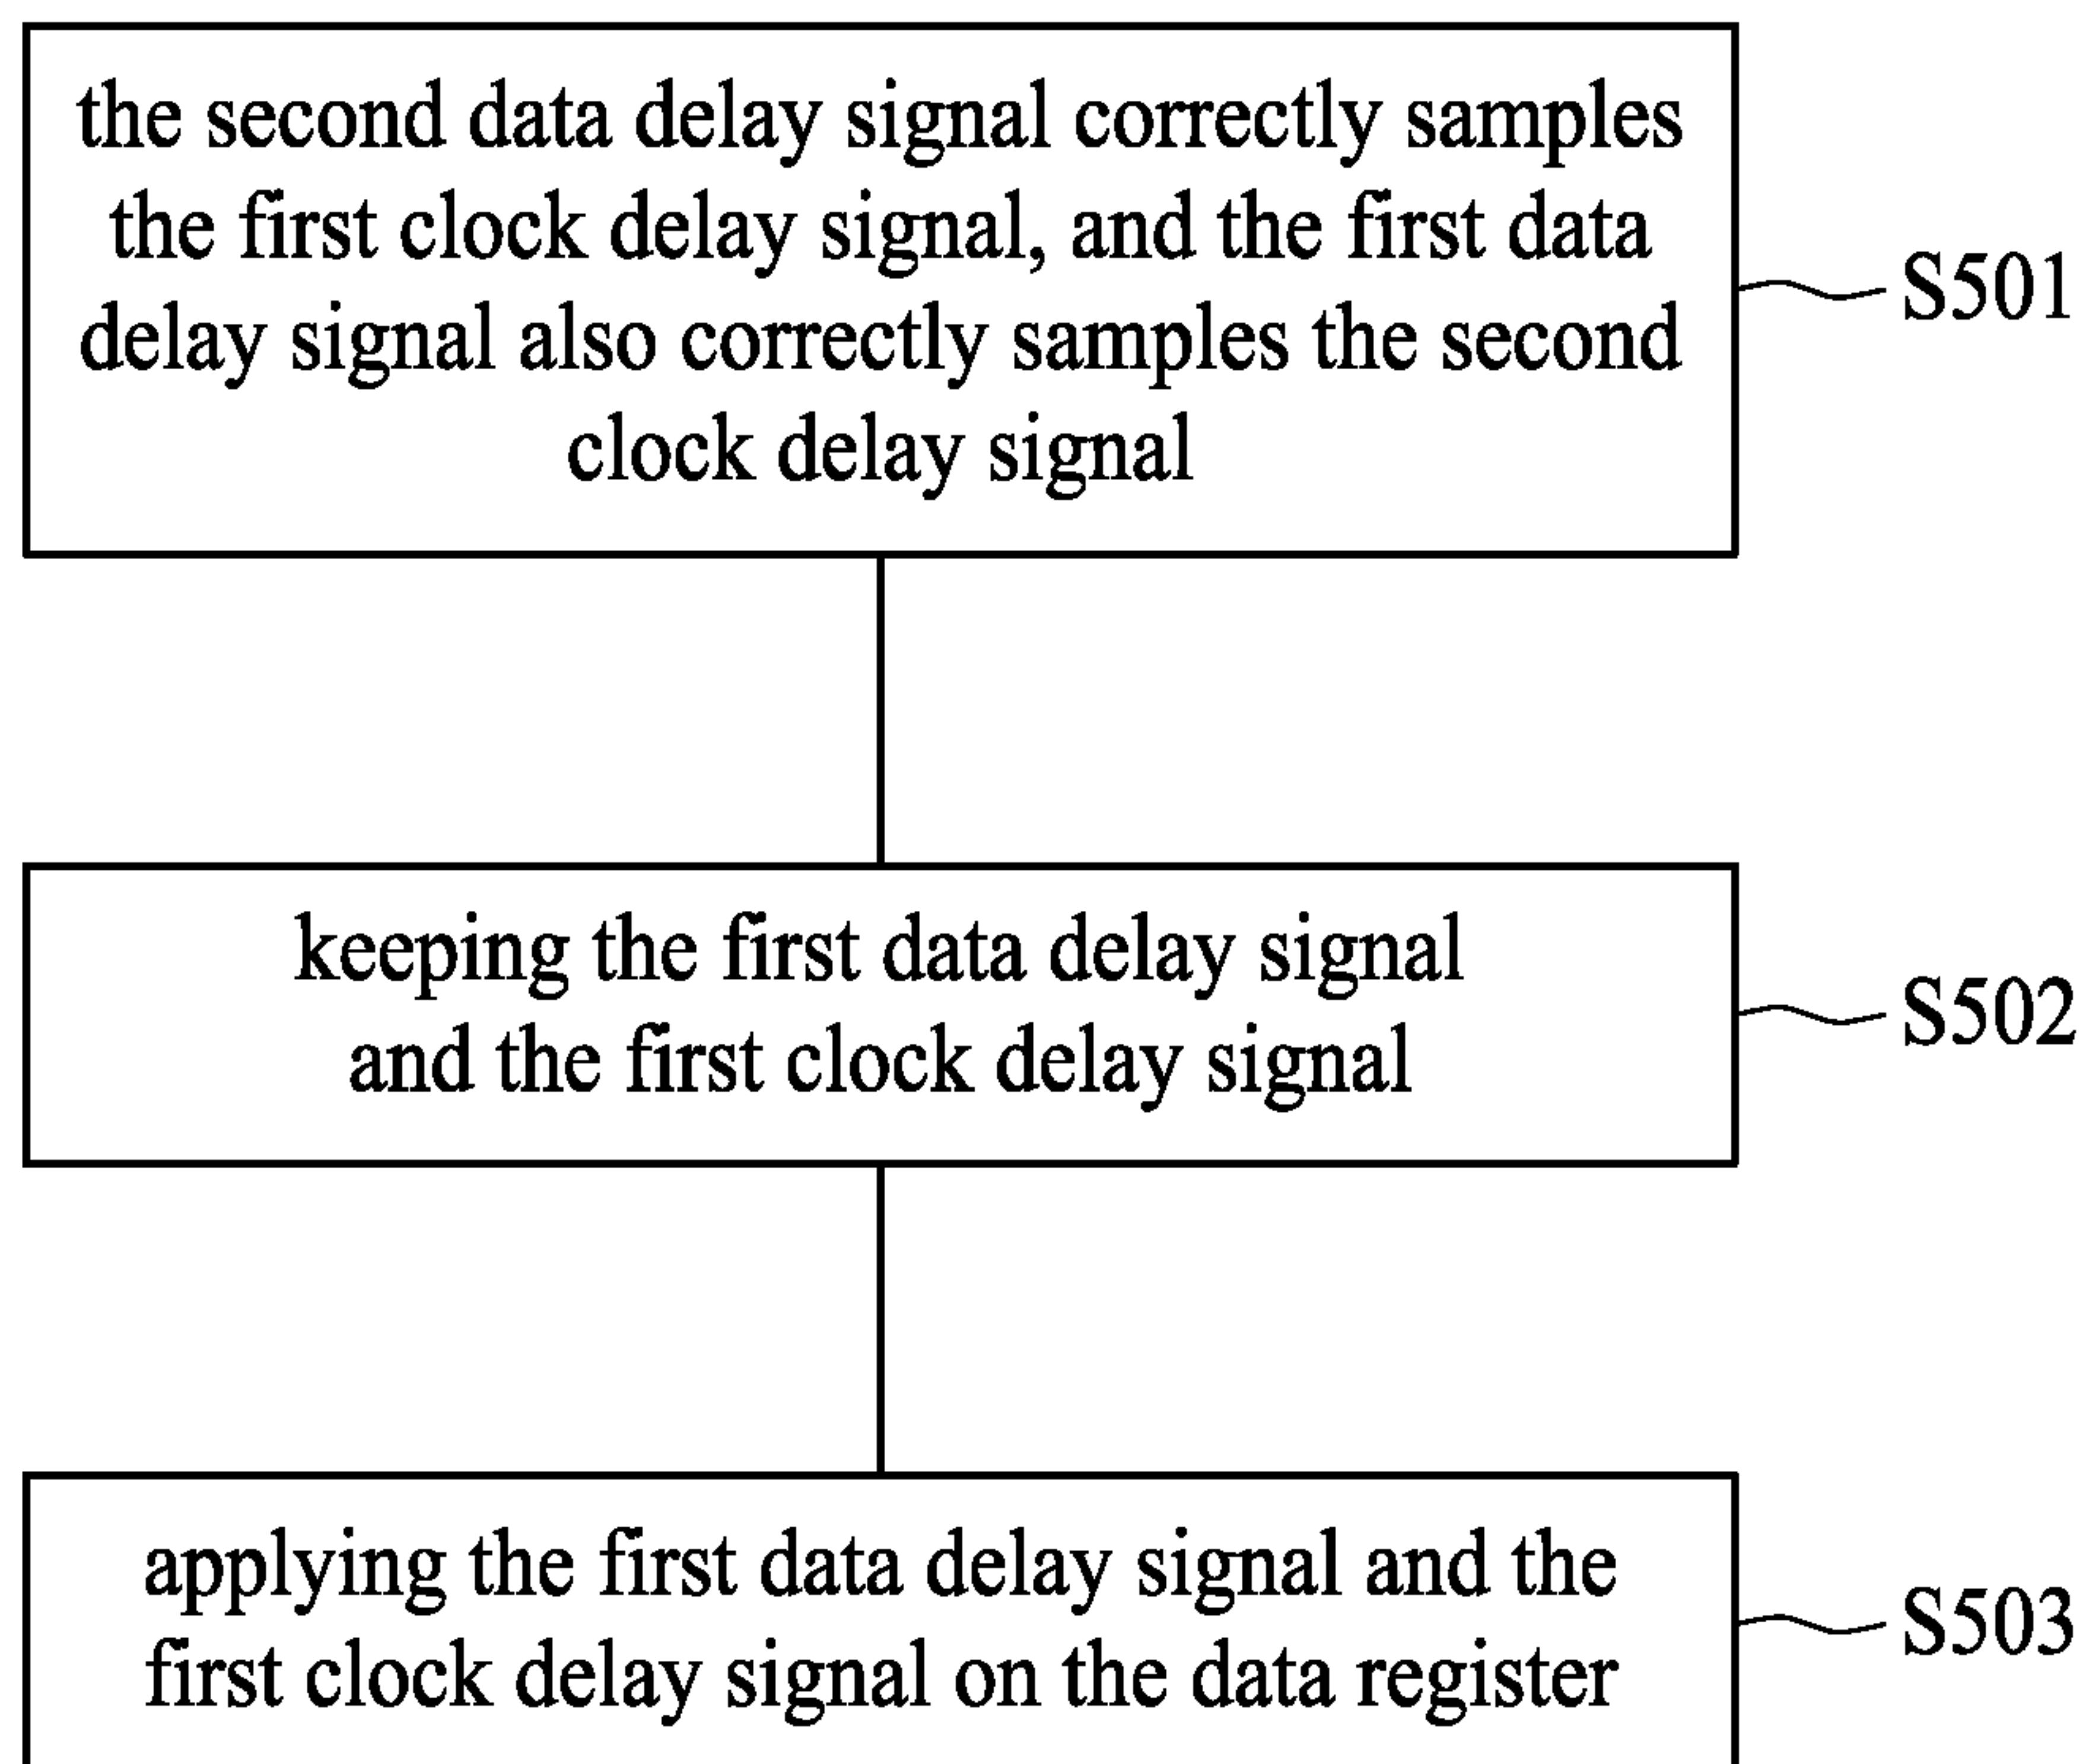 the second data delay signal correctly samples
the first clock delay signal, and the first data
delay signal also correctly samples the second
clock delay signal
S501
keeping the first data delay signal
and the first clock delay signal
S502
applying the first data delay signal and the
first clock delay signal on the data register
S503